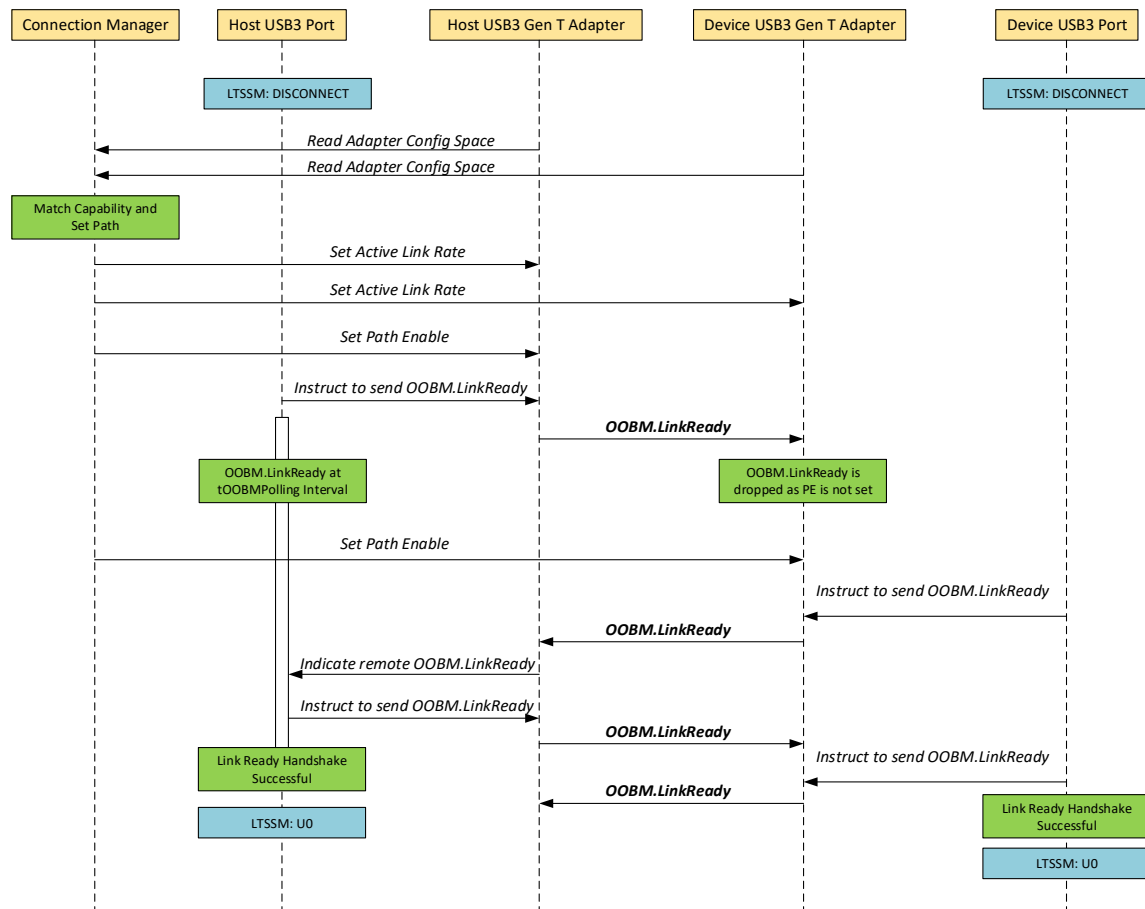 Connection Manager
Host USB3 Port
Host USB3 Gen T Adapter
Device USB3 Gen T Adapter
Device USB3 Port
LTSSM: DISCONNECT
LTSSM: DISCONNECT
Read Adapter Config Space
Read Adapter Config Space
Match Capability and
Set Path
Set Active Link Rate
Set Active Link Rate
Set Path Enable
Instruct to send OOBM.LinkReady
OOBM.LinkReady
OOBM.LinkReady at
tOOBMPolling Interval
OOBM.LinkReady is
dropped as PE is not set
Set Path Enable
Instruct to send OOBM.LinkReady
OOBM.LinkReady
Indicate remote OOBM.LinkReady
Instruct to send OOBM.LinkReady
OOBM.LinkReady
Link Ready Handshake
Successful
Instruct to send OOBM.LinkReady
OOBM.LinkReady
LTSSM: U0
Link Ready Handshake
Successful
LTSSM: U0